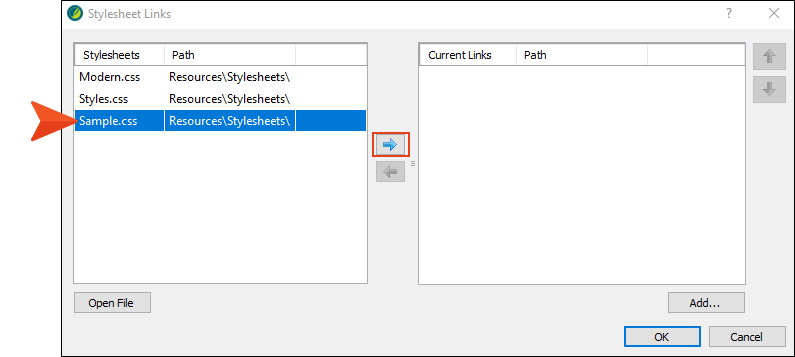 Stylesheet Links
?
Stylesheets Path
Modern.css Resources\Stylesheets\
Styles.css Resources\Stylesheets\
Sample.css Resources\Stylesheets\
Current Links Path
Open File
Add...
OK Cancel